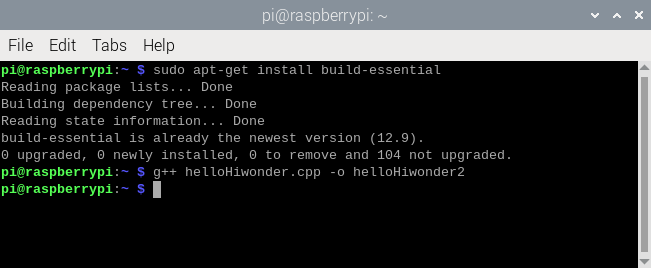 pi@raspberrypi: ~
File Edit Tabs Help
pi@raspberrypi:~ $ sudo apt-get install build-essential
Reading package lists... Done
Building dependency tree... Done
Reading state information... Done
build-essential is already the newest version (12.9).
0 upgraded, 0 newly installed, 0 to remove and 104 not upgraded.
pi@raspberrypi:~ $ g++ helloHiwonder.cpp -o helloHiwonder2
pi@raspberrypi:~ $